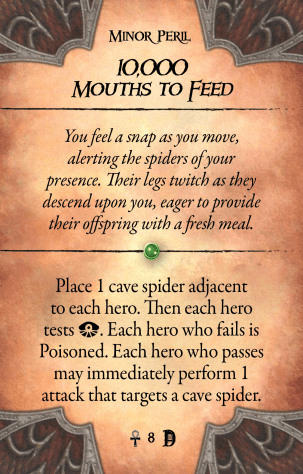 Minor Peril
10,000
Mouths to Feed
You feel a snap as you move,
alerting the spiders of your
presence. Their legs twitch as they
descend upon you, eager to provide
their offspring with a fresh meal.
Place 1 cave spider adjacent
to each hero. Then each hero
tests . Each hero who fails is
Poisoned. Each hero who passes
may immediately perform 1
attack that targets a cave spider.
8